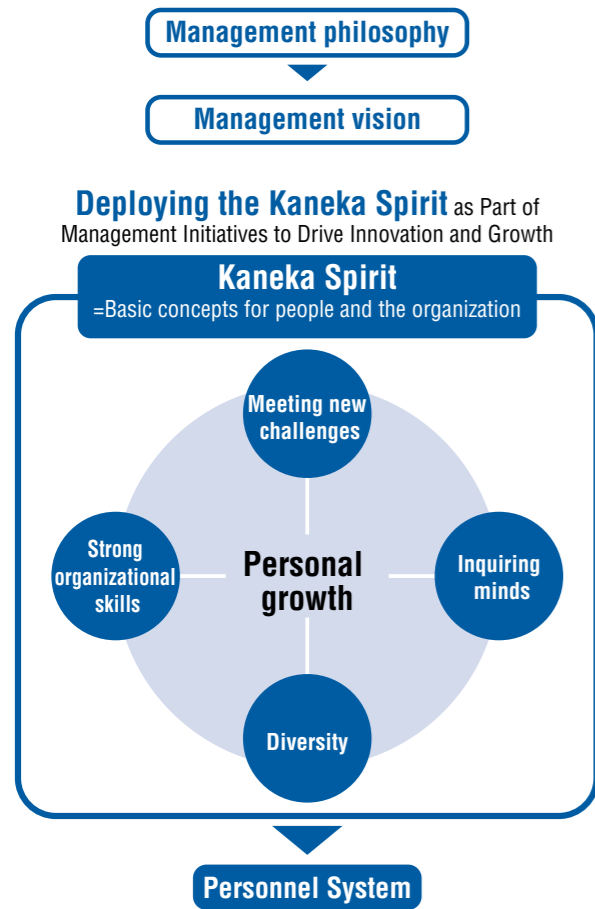 Management philosophy
Management vision
Deploying the Kaneka Spirit as Part of
Management Initiatives to Drive Innovation and Growth
Kaneka Spirit
=Basic concepts for people and the organization
Meeting new
challenges
Strong
organizational
skills
Personal
growth
Inquiring
minds
Diversity
Personnel System